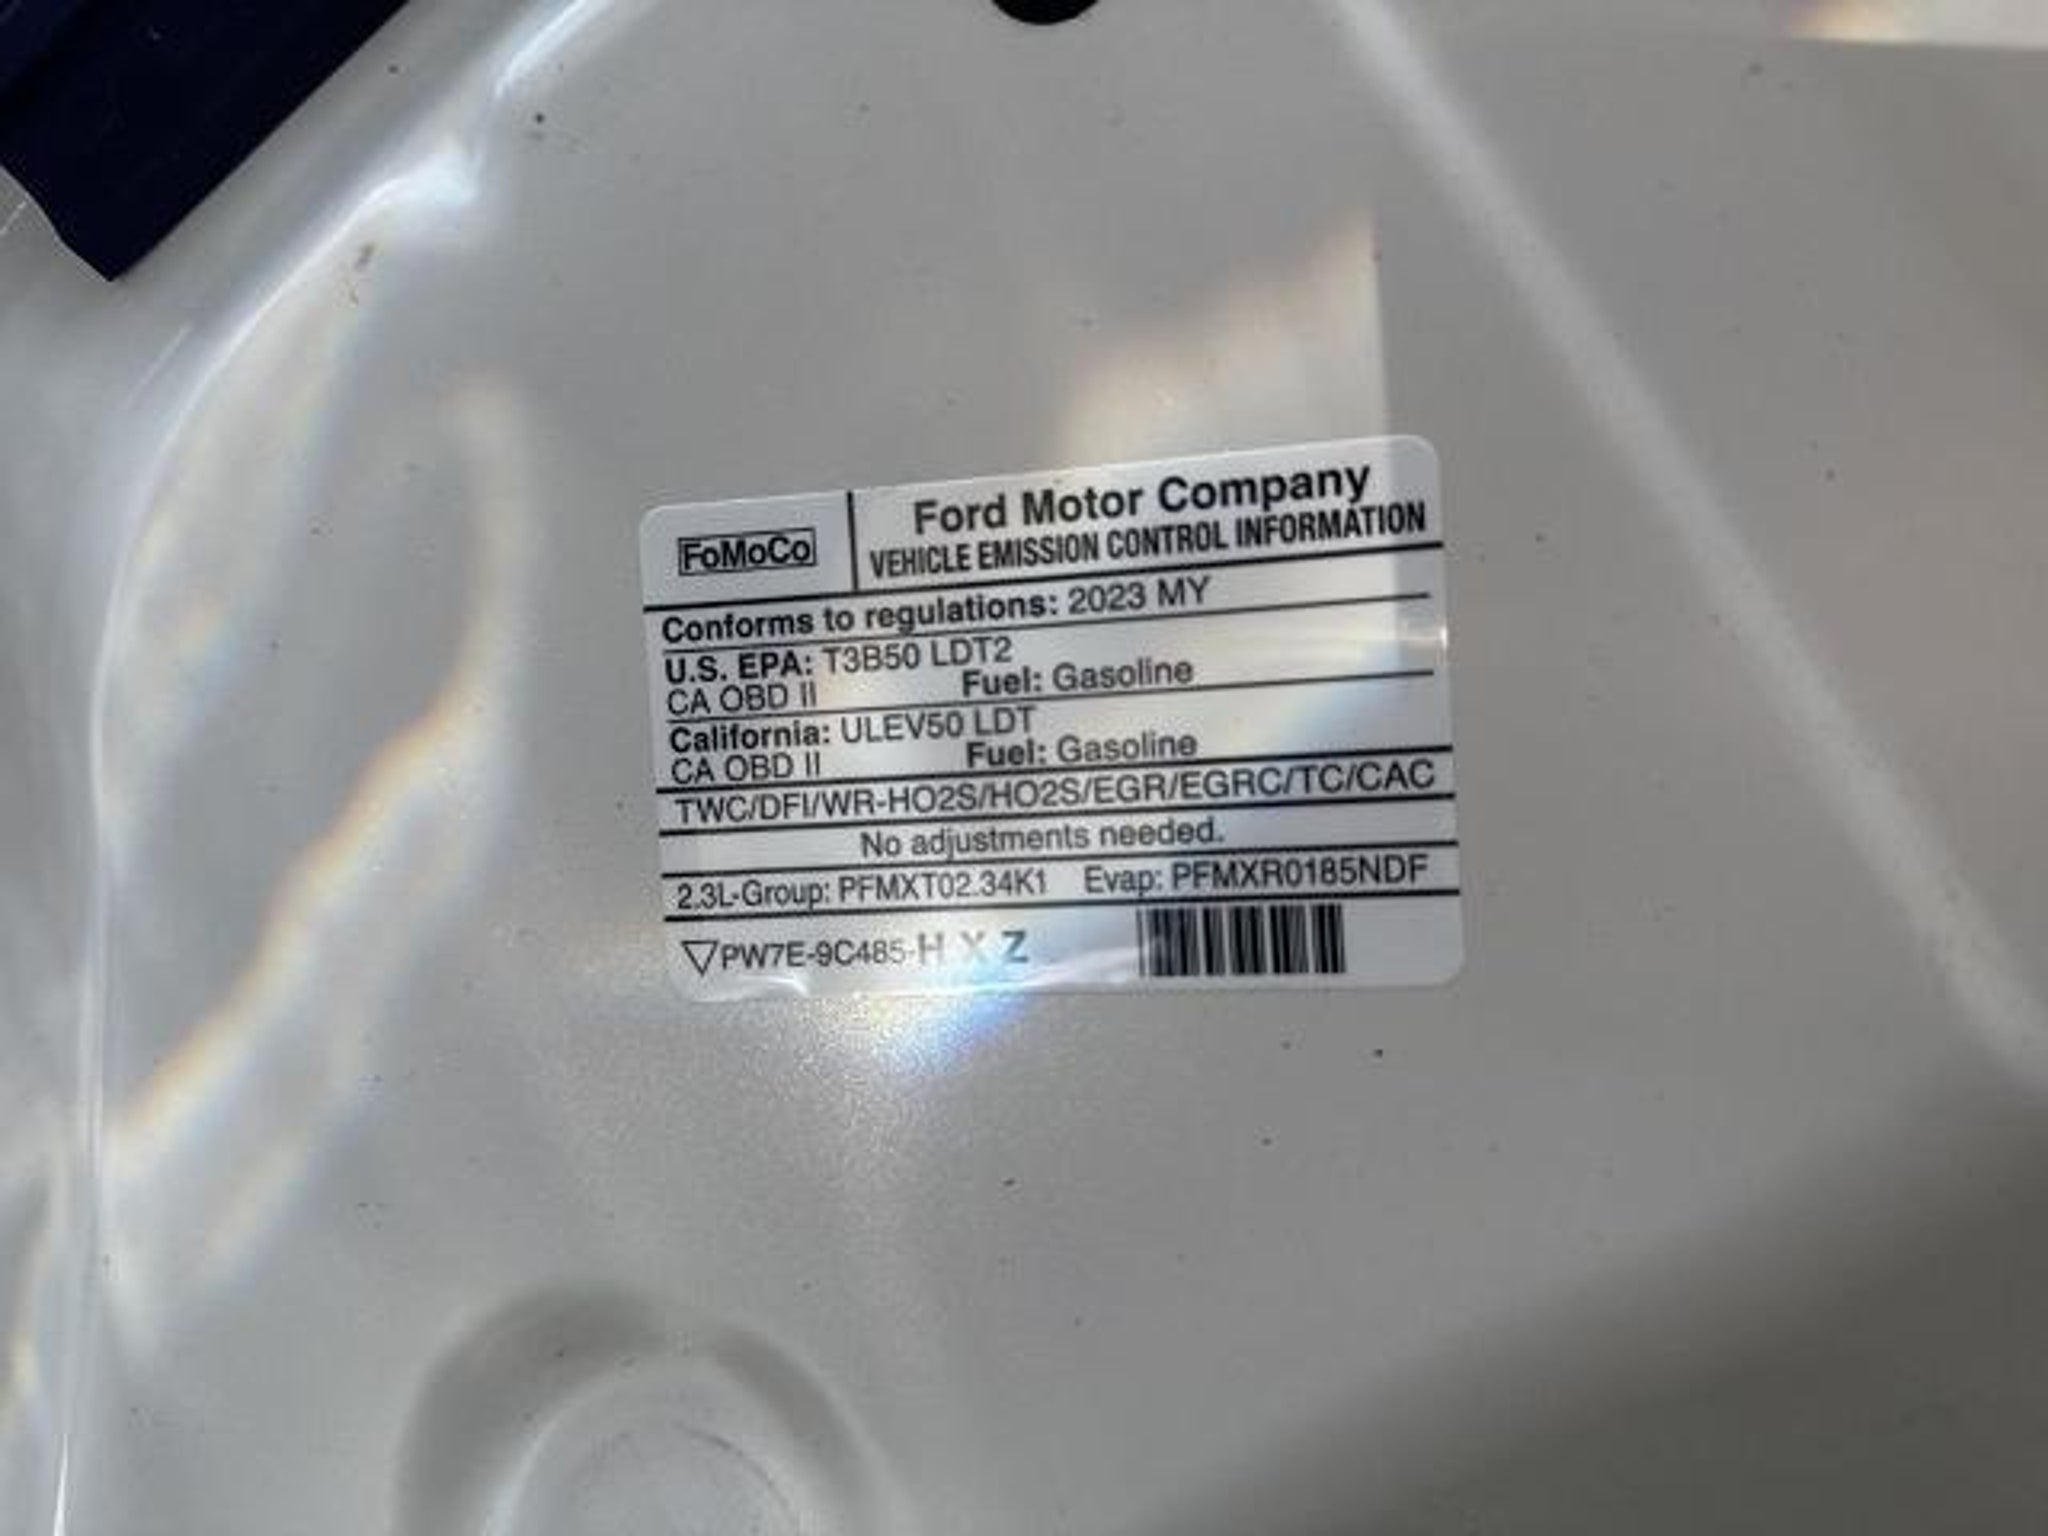 FoMoCo
Ford Motor Company
VEHICLE EMISSION CONTROL INFORMATION
Conforms to regulations: 2023 MY
U.S. EPA: T3B50 LDT2
CA OBD II Fuel: Gasoline
California: ULEV50 LDT
CA OBD II Fuel: Gasoline
TWC/DFI/WR-HO2S/HO2S/EGR/EGRC/TC/CAC
No adjustments needed.
2.3L-Group: PFMXT02.34K1 Evap: PFMXR0185NDF
▽PW7E-9C485-H X Z